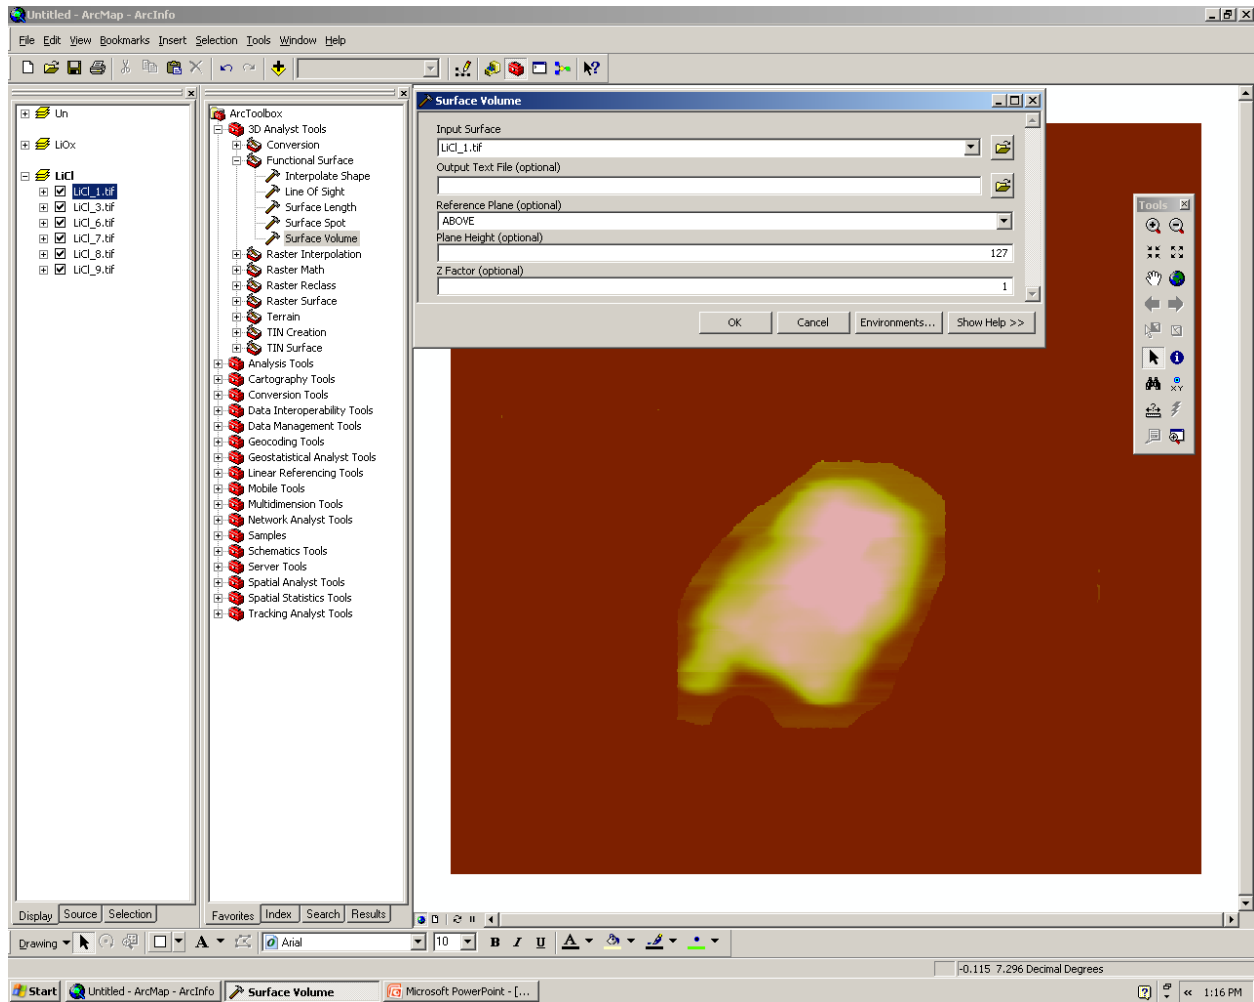 Untitled - ArcMap - ArcInfo
File Edit View Bookmarks Insert Selection Tools Window Help
Un
LiOx
LiCl
LiCl_1.tif
LiCl_3.tif
LiCl_6.tif
LiCl_7.tif
LiCl_8.tif
LiCl_9.tif
Display Source Selection
ArcToolbox
3D Analyst Tools
Conversion
Functional Surface
Interpolate Shape
Line Of Sight
Surface Length
Surface Spot
Surface Volume
Raster Interpolation
Raster Math
Raster Reclass
Raster Surface
Terrain
TIN Creation
TIN Surface
Analysis Tools
Cartography Tools
Conversion Tools
Data Interoperability Tools
Data Management Tools
Geocoding Tools
Geostatistical Analyst Tools
Linear Referencing Tools
Mobile Tools
Multidimension Tools
Network Analyst Tools
Samples
Schematics Tools
Server Tools
Spatial Analyst Tools
Spatial Statistics Tools
Tracking Analyst Tools
Favorites Index Search Results
Surface Volume
Input Surface
LiCl_1.tif
Output Text File (optional)
Reference Plane (optional)
ABOVE
Plane Height (optional)
127
Z Factor (optional)
1
OK Cancel Environments... Show Help >>
Tools
XY
Drawing A Arial 10 B I U A
-0.115 7.296 Decimal Degrees
Start Untitled - ArcMap - ArcInfo Surface Volume Microsoft PowerPoint - [... « 1:16 PM